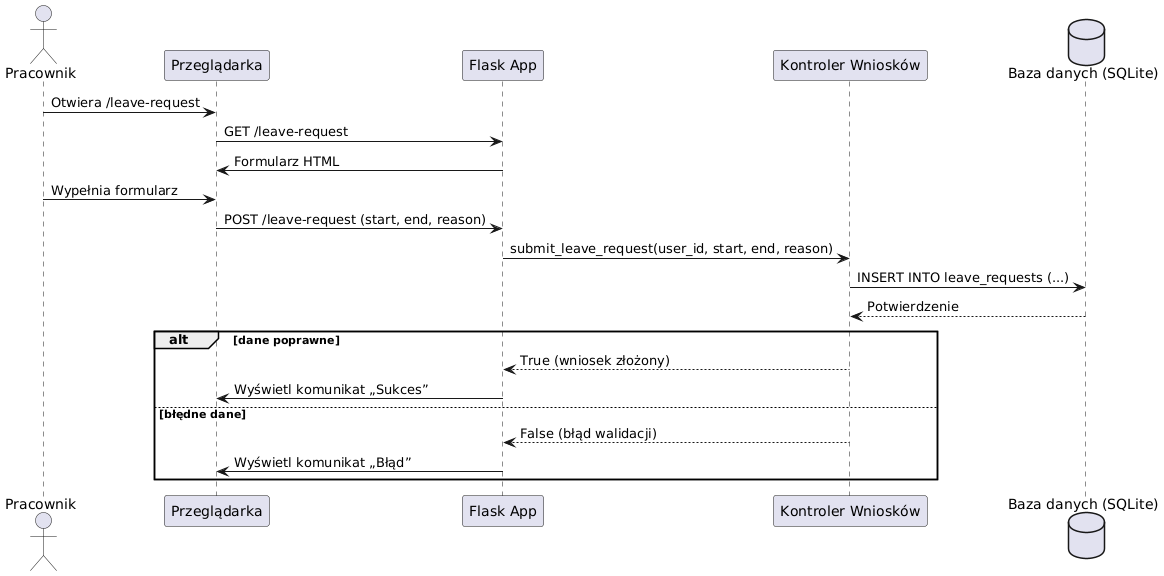 Pracownik
Przeglądarka
Flask App
Kontroler Wniosków
Baza danych (SQLite)
Otwiera /leave-request
GET /leave-request
Formularz HTML
Wypełnia formularz
POST /leave-request (start, end, reason)
submit_leave_request(user_id, start, end, reason)
INSERT INTO leave_requests (...)
Potwierdzenie
alt
[dane poprawne]
True (wniosek złożony)
Wyświetl komunikat „Sukces”
[błędne dane]
False (błąd walidacji)
Wyświetl komunikat „Błąd”
Pracownik
Przeglądarka
Flask App
Kontroler Wniosków
Baza danych (SQLite)